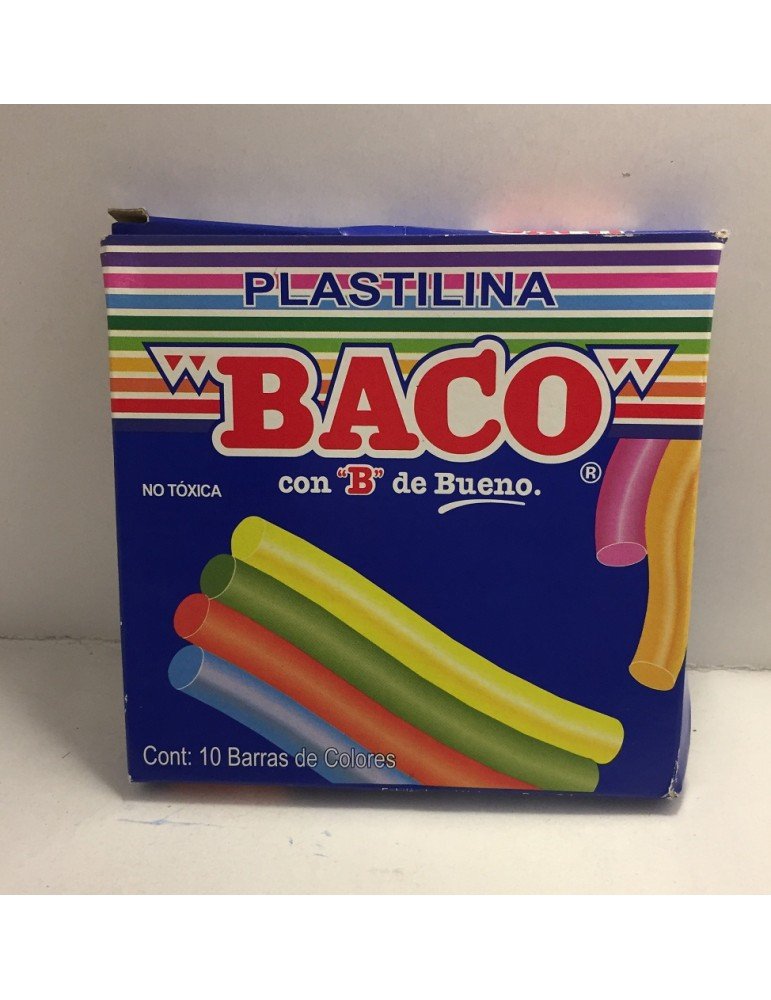 PLASTILINA
BACO
®
con "B" de Bueno.
NO TÓXICA
Cont: 10 Barras de Colores